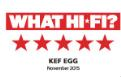 WHAT HI•FI?
KEF EGG
November 2015